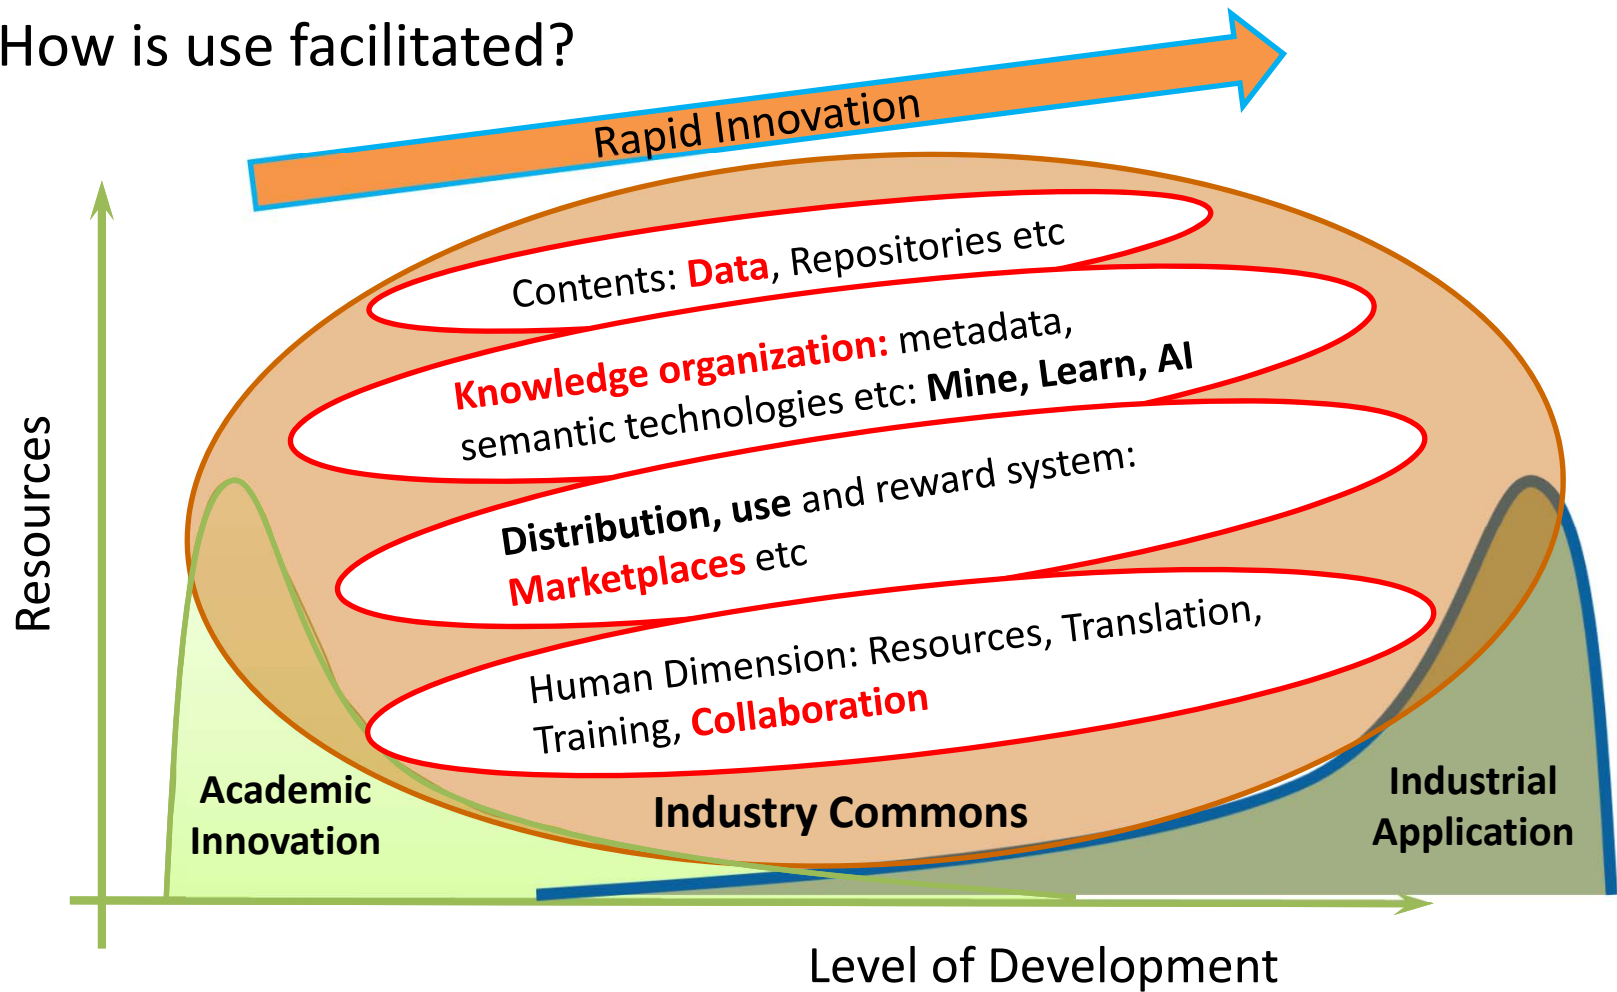 How is use facilitated?
Rapid Innovation
Contents: Data, Repositories etc
Knowledge organization: metadata,
semantic technologies etc: Mine, Learn, AI
Distribution, use and reward system:
Marketplaces etc
Human Dimension: Resources, Translation,
Training, Collaboration
Resources
Academic
Innovation
Industry Commons
Industrial
Application
Level of Development